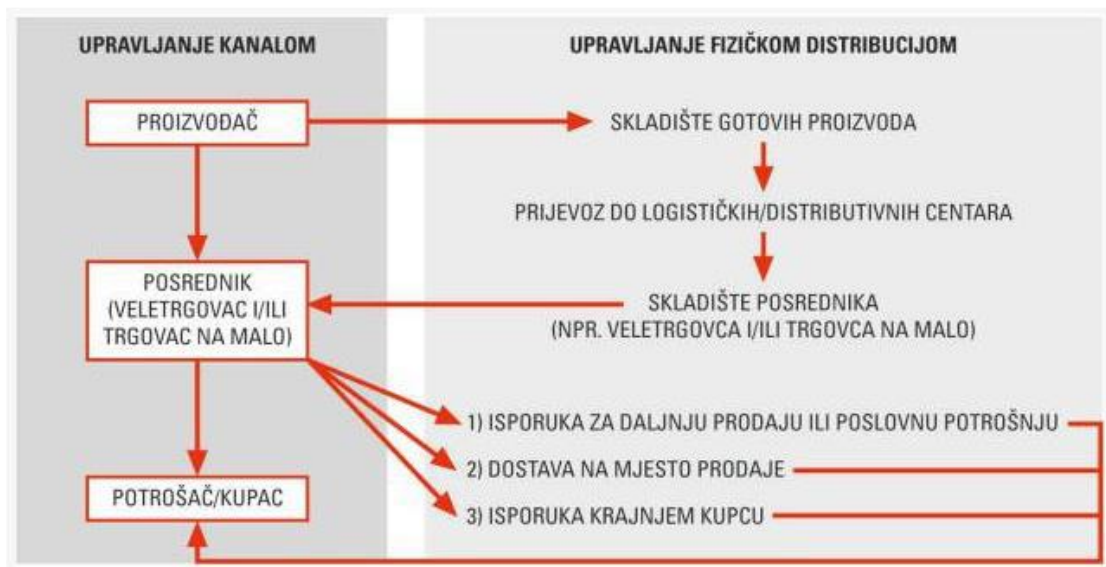 UPRAVLJANJE KANALOM
UPRAVLJANJE FIZIČKOM DISTRIBUCIJOM
PROIZVOĐAČ
SKLADIŠTE GOTOVIH PROIZVODA
PRIJEVOZ DO LOGISTIČKIH/DISTRIBUTIVNIH CENTARA
POSREDNIK
(VELETRGOVAC I/ILI
TRGOVAC NA MALO)
SKLADIŠTE POSREDNIKA
(NPR. VELETRGOVCA I/ILI TRGOVCA NA MALO)
1) ISPORUKA ZA DALJNJU PRODAJU ILI POSLOVNU POTROŠNJU
2) DOSTAVA NA MJESTO PRODAJE
3) ISPORUKA KRAJNJEM KUPCU
POTROŠAČ/KUPAC